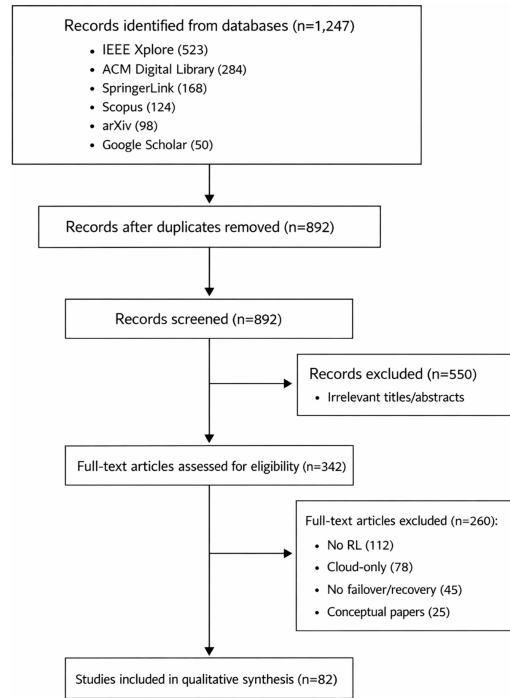 Records identified from databases (n=1,247)
• IEEE Xplore (523)
• ACM Digital Library (284)
• SpringerLink (168)
• Scopus (124)
• arXiv (98)
• Google Scholar (50)
Records after duplicates removed (n=892)
Records screened (n=892)
Records excluded (n=550)
• Irrelevant titles/abstracts
Full-text articles assessed for eligibility (n=342)
Full-text articles excluded (n=260):
• No RL (112)
• Cloud-only (78)
• No failover/recovery (45)
• Conceptual papers (25)
Studies included in qualitative synthesis (n=82)